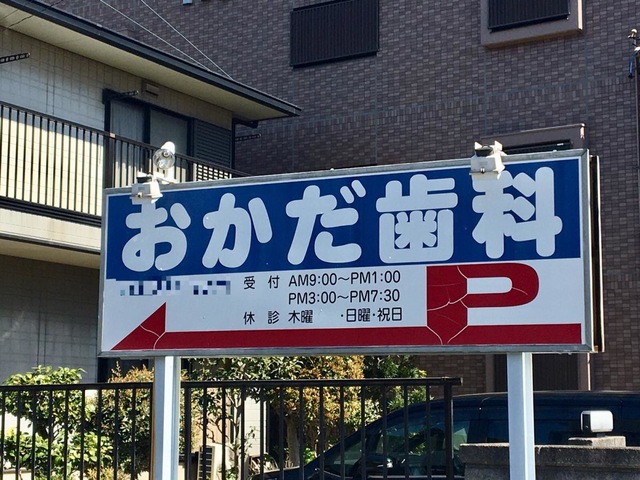 おかだ歯科
受付 AM9:00～PM1:00
PM3:00～PM7:30
休診 木曜 ・日曜・祝日
P